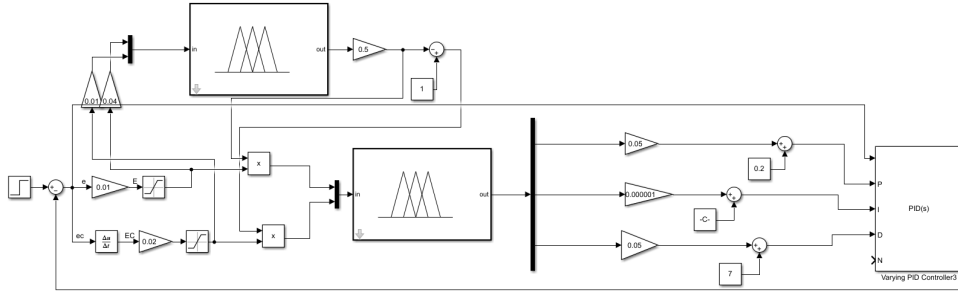 in
out
0.5
1
0.01
0.04
x
e
0.01
E
ec
Δu
Δt
EC
0.02
x
in
out
0.05
0.2
0.000001
-C-
0.05
7
P
I
D
N
PID(s)
Varying PID Controller3